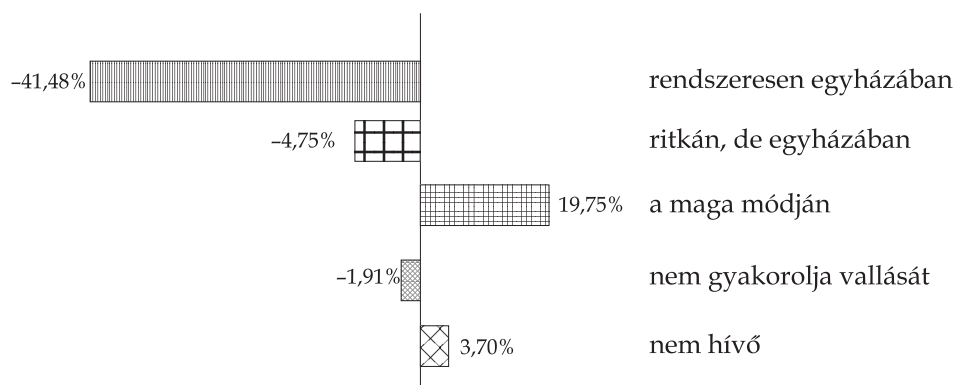 –41,48% rendszeresen egyházában
–4,75% ritkán, de egyházában
19,75% a maga módján
–1,91% nem gyakorolja vallását
3,70% nem hívő